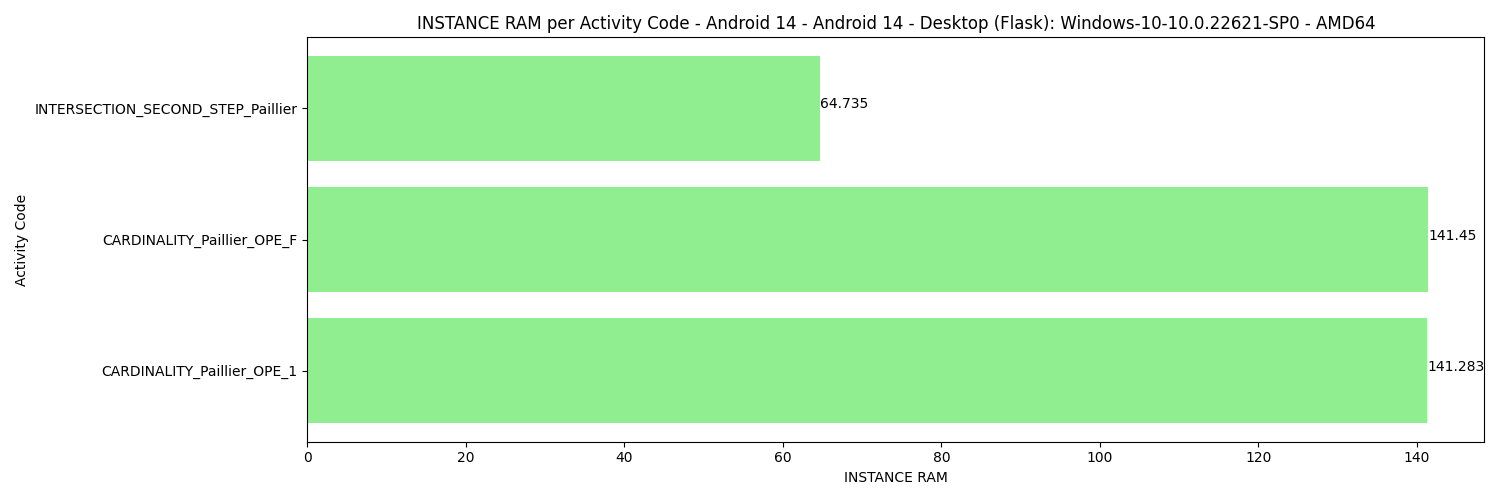 INSTANCE RAM per Activity Code - Android 14 - Android 14 - Desktop (Flask): Windows-10-10.0.22621-SP0 - AMD64
Activity Code
INTERSECTION_SECOND_STEP_Paillier
64.735
CARDINALITY_Paillier_OPE_F
141.45
CARDINALITY_Paillier_OPE_1
141.283
0 20 40 60 80 100 120 140
INSTANCE RAM